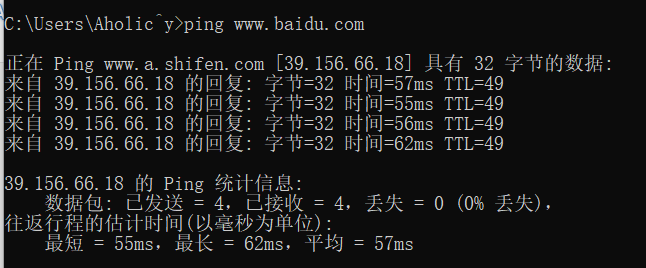 C:\Users\Aholic^y>ping www.baidu.com
正在 Ping www.a.shifen.com [39.156.66.18] 具有 32 字节的数据:
来自 39.156.66.18 的回复: 字节=32 时间=57ms TTL=49
来自 39.156.66.18 的回复: 字节=32 时间=55ms TTL=49
来自 39.156.66.18 的回复: 字节=32 时间=56ms TTL=49
来自 39.156.66.18 的回复: 字节=32 时间=62ms TTL=49
39.156.66.18 的 Ping 统计信息:
数据包: 已发送 = 4，已接收 = 4，丢失 = 0 (0% 丢失)，
往返行程的估计时间(以毫秒为单位):
最短 = 55ms，最长 = 62ms，平均 = 57ms